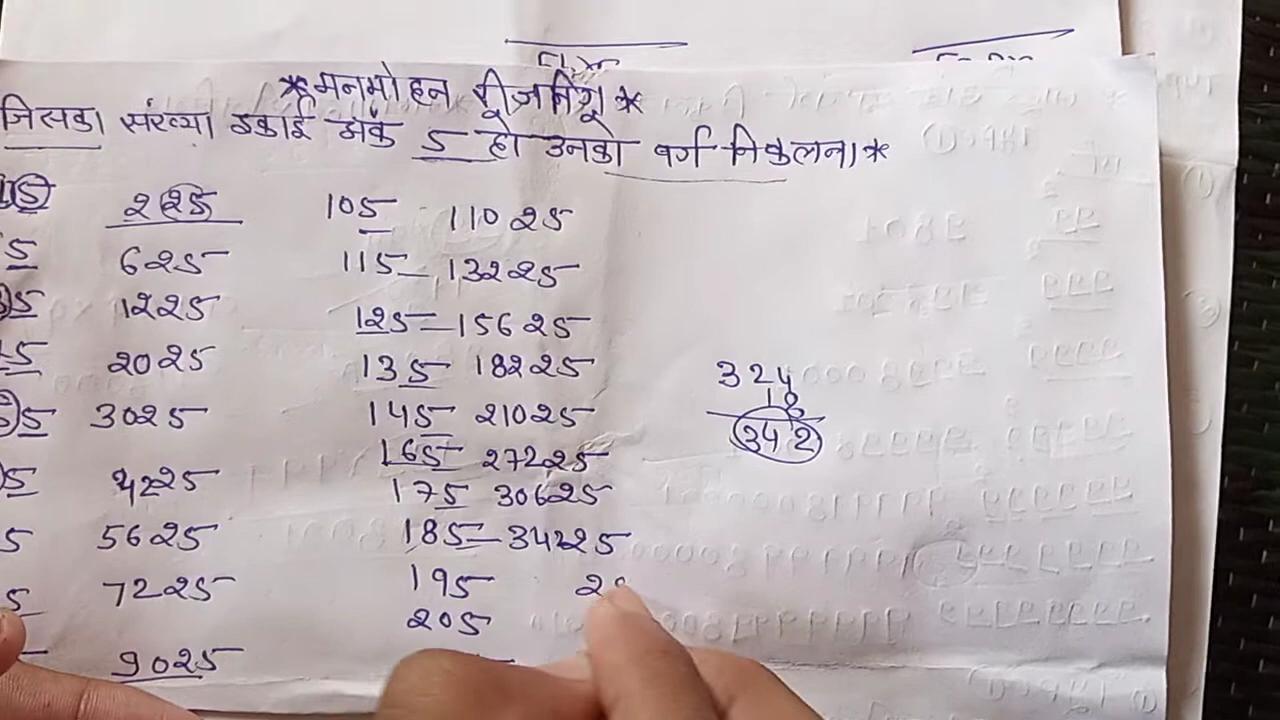 *मनमोहन
जिसका संख्या इकाई अंक 5 हो उनको वर्ग निकलना*
15 225 105 11025
5 625 115 - 13225
5 1225 125 = 15625
5 2025 135 18225
5 3025 145 21025
5 4225 165 27225
5 5625 175 30625
5 7225 185 - 34225
9025 195 2
205
324
18
342